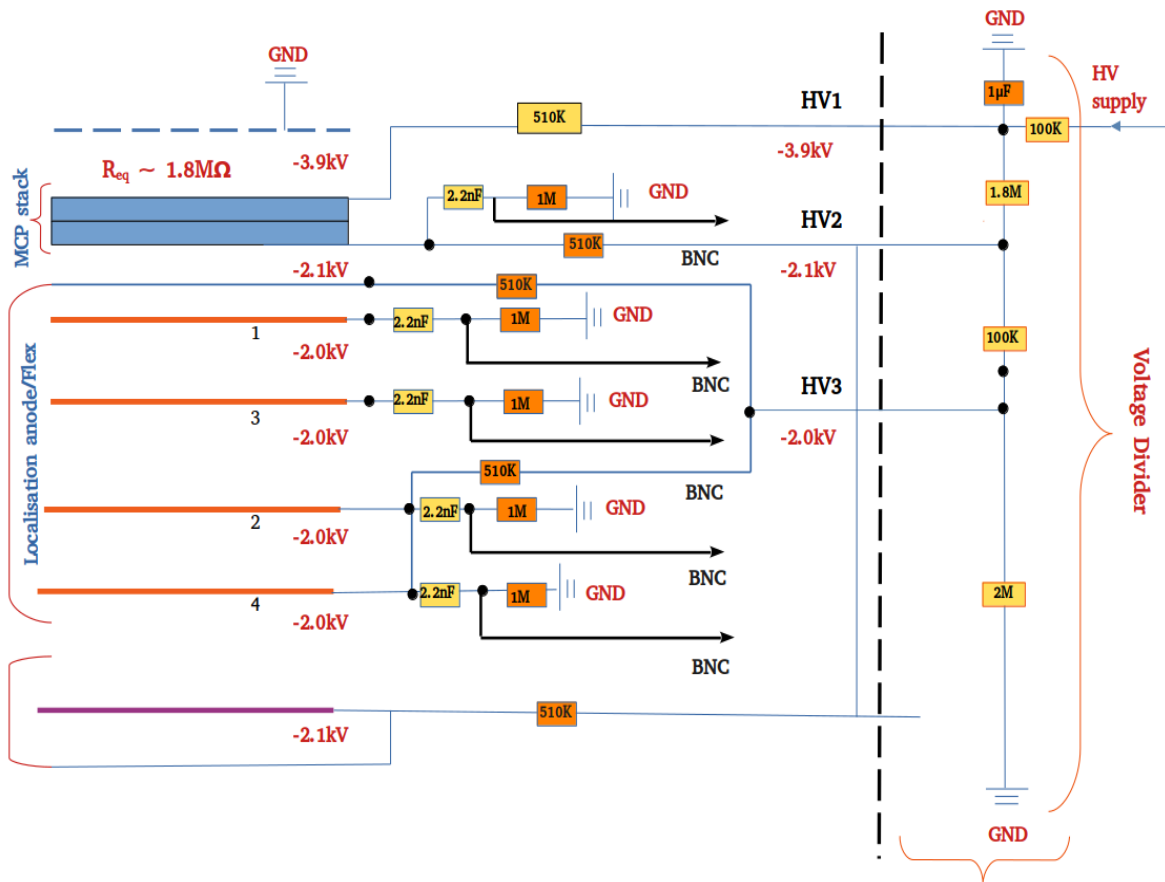 GND
GND
HV
supply
1μF
HV1
510K
100K
-3.9kV
-3.9kV
Req ~ 1.8MΩ
MCP stack
2.2nF
1M
GND
1.8M
HV2
510K
BNC
-2.1kV
-2.1kV
510K
Localisation anode/Flex
1
2.2nF
1M
GND
-2.0kV
BNC
100K
Voltage Divider
HV3
3
2.2nF
1M
GND
-2.0kV
-2.0kV
510K
BNC
2
2.2nF
1M
GND
-2.0kV
BNC
4
2.2nF
1M
GND
2M
-2.0kV
BNC
510K
-2.1kV
GND